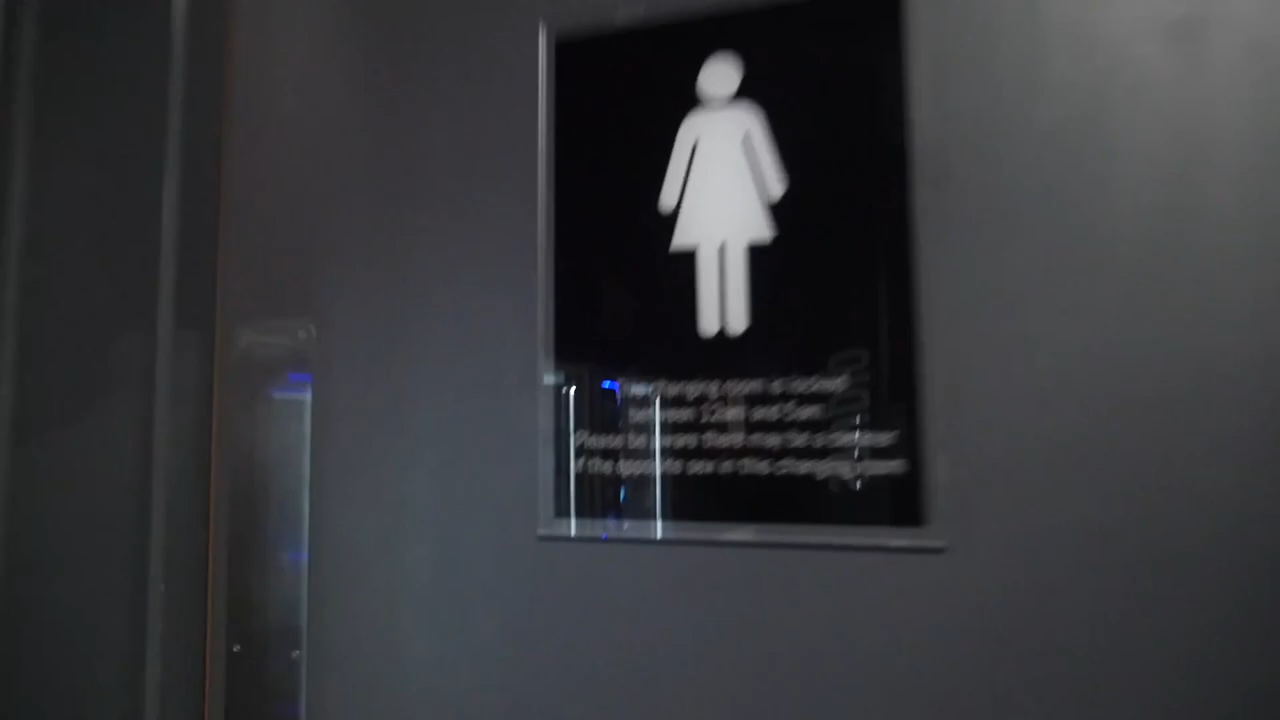 changing room is locked
between 12am and 5am
Please be aware there may be a cleaner
of the opposite sex in this changing room